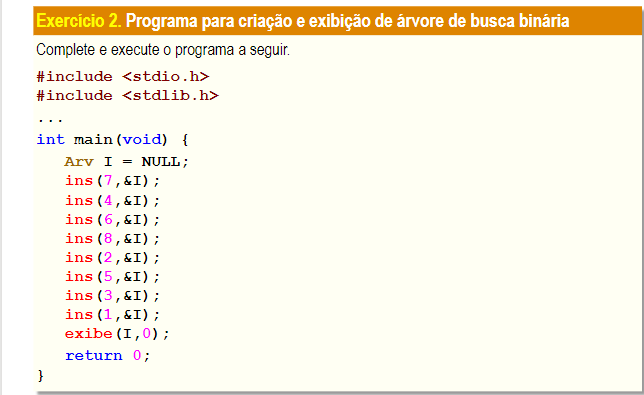 Exercício 2. Programa para criação e exibição de árvore de busca binária
Complete e execute o programa a seguir.
#include <stdio.h>
#include <stdlib.h>
...
int main(void) {
Arv I = NULL;
ins(7,&I);
ins(4,&I);
ins(6,&I);
ins(8,&I);
ins(2,&I);
ins(5,&I);
ins(3,&I);
ins(1,&I);
exibe(I,0);
return 0;
}